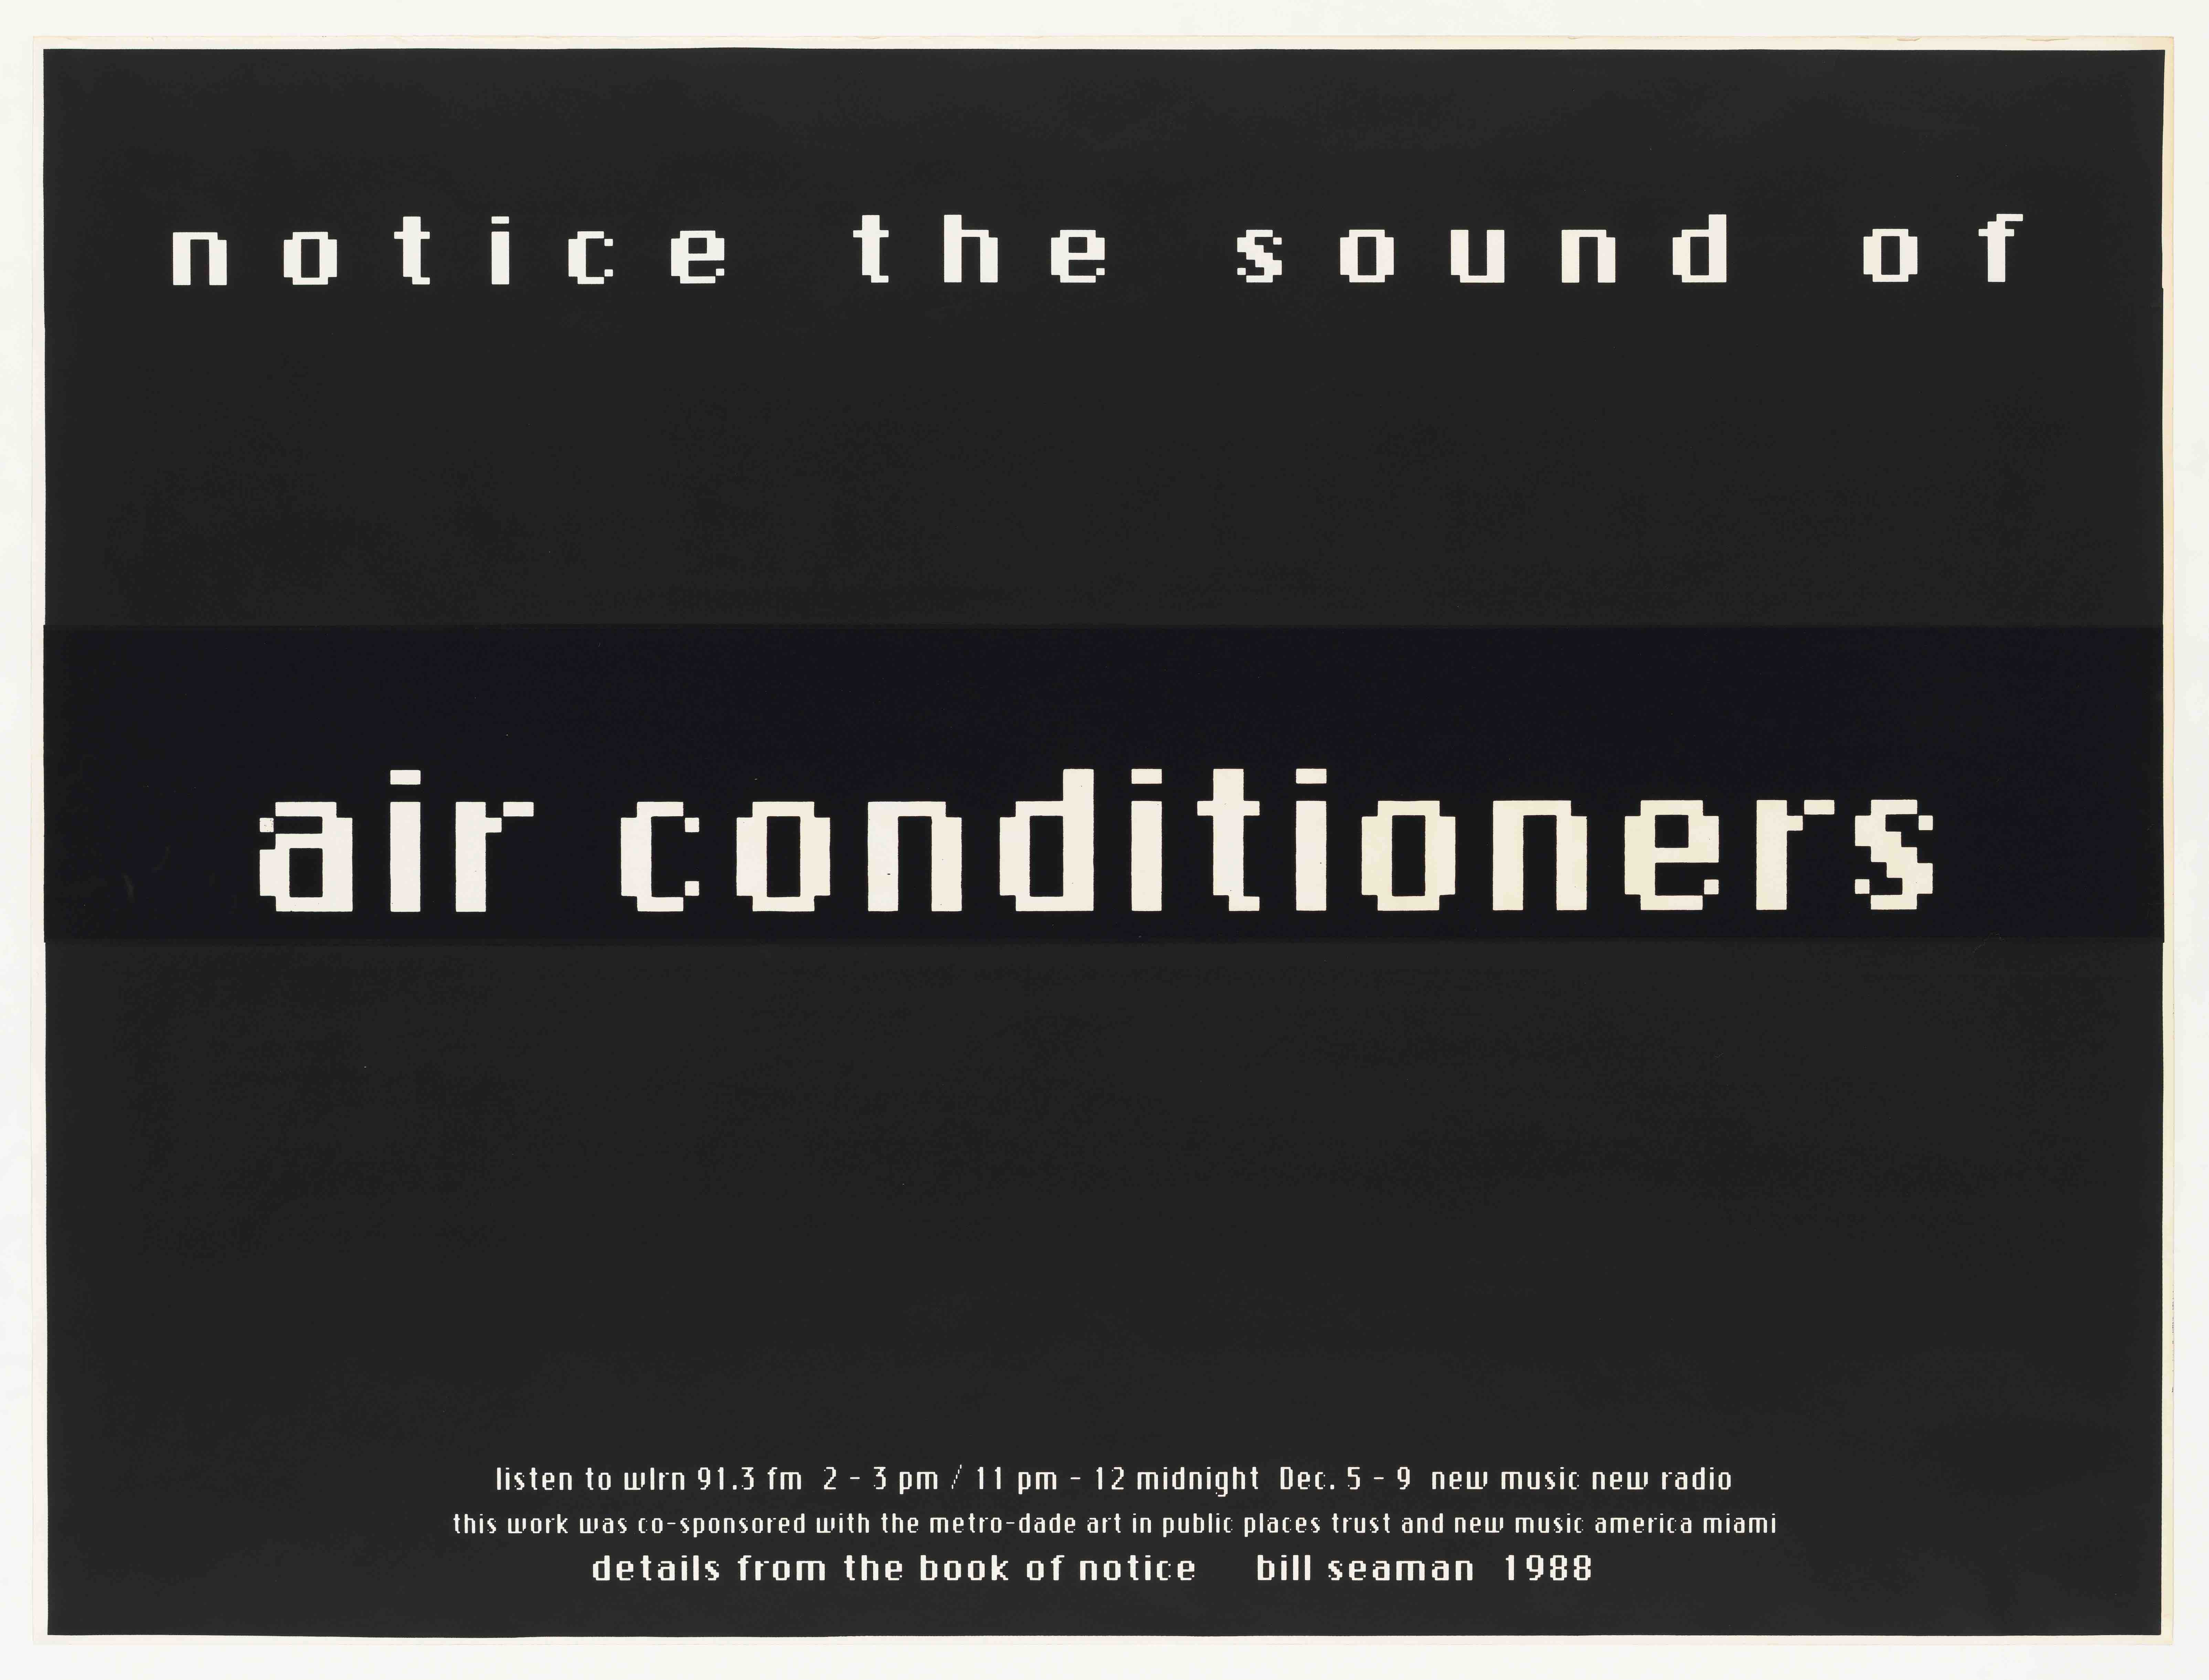 notice the sound of
air conditioners
listen to wlrn 91.3 fm 2 - 3 pm / 11 pm - 12 midnight Dec. 5 - 9 new music new radio
this work was co-sponsored with the metro-dade art in public places trust and new music america miami
details from the book of notice bill seaman 1988